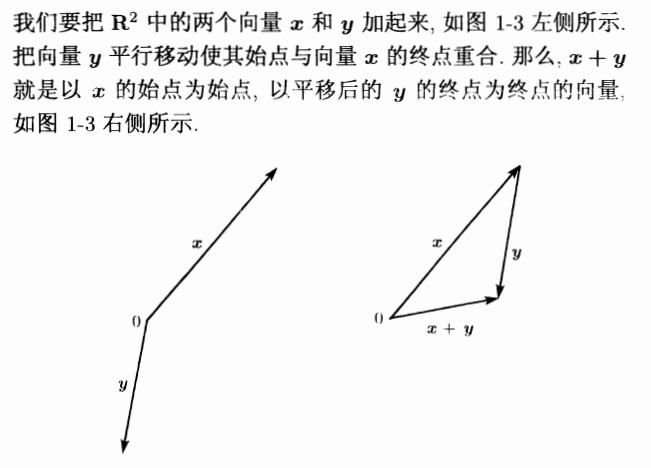 我们要把 R² 中的两个向量 x 和 y 加起来, 如图 1-3 左侧所示.
把向量 y 平行移动使其始点与向量 x 的终点重合. 那么, x + y
就是以 x 的始点为始点, 以平移后的 y 的终点为终点的向量,
如图 1-3 右侧所示.
x
0
y
x
y
0
x + y